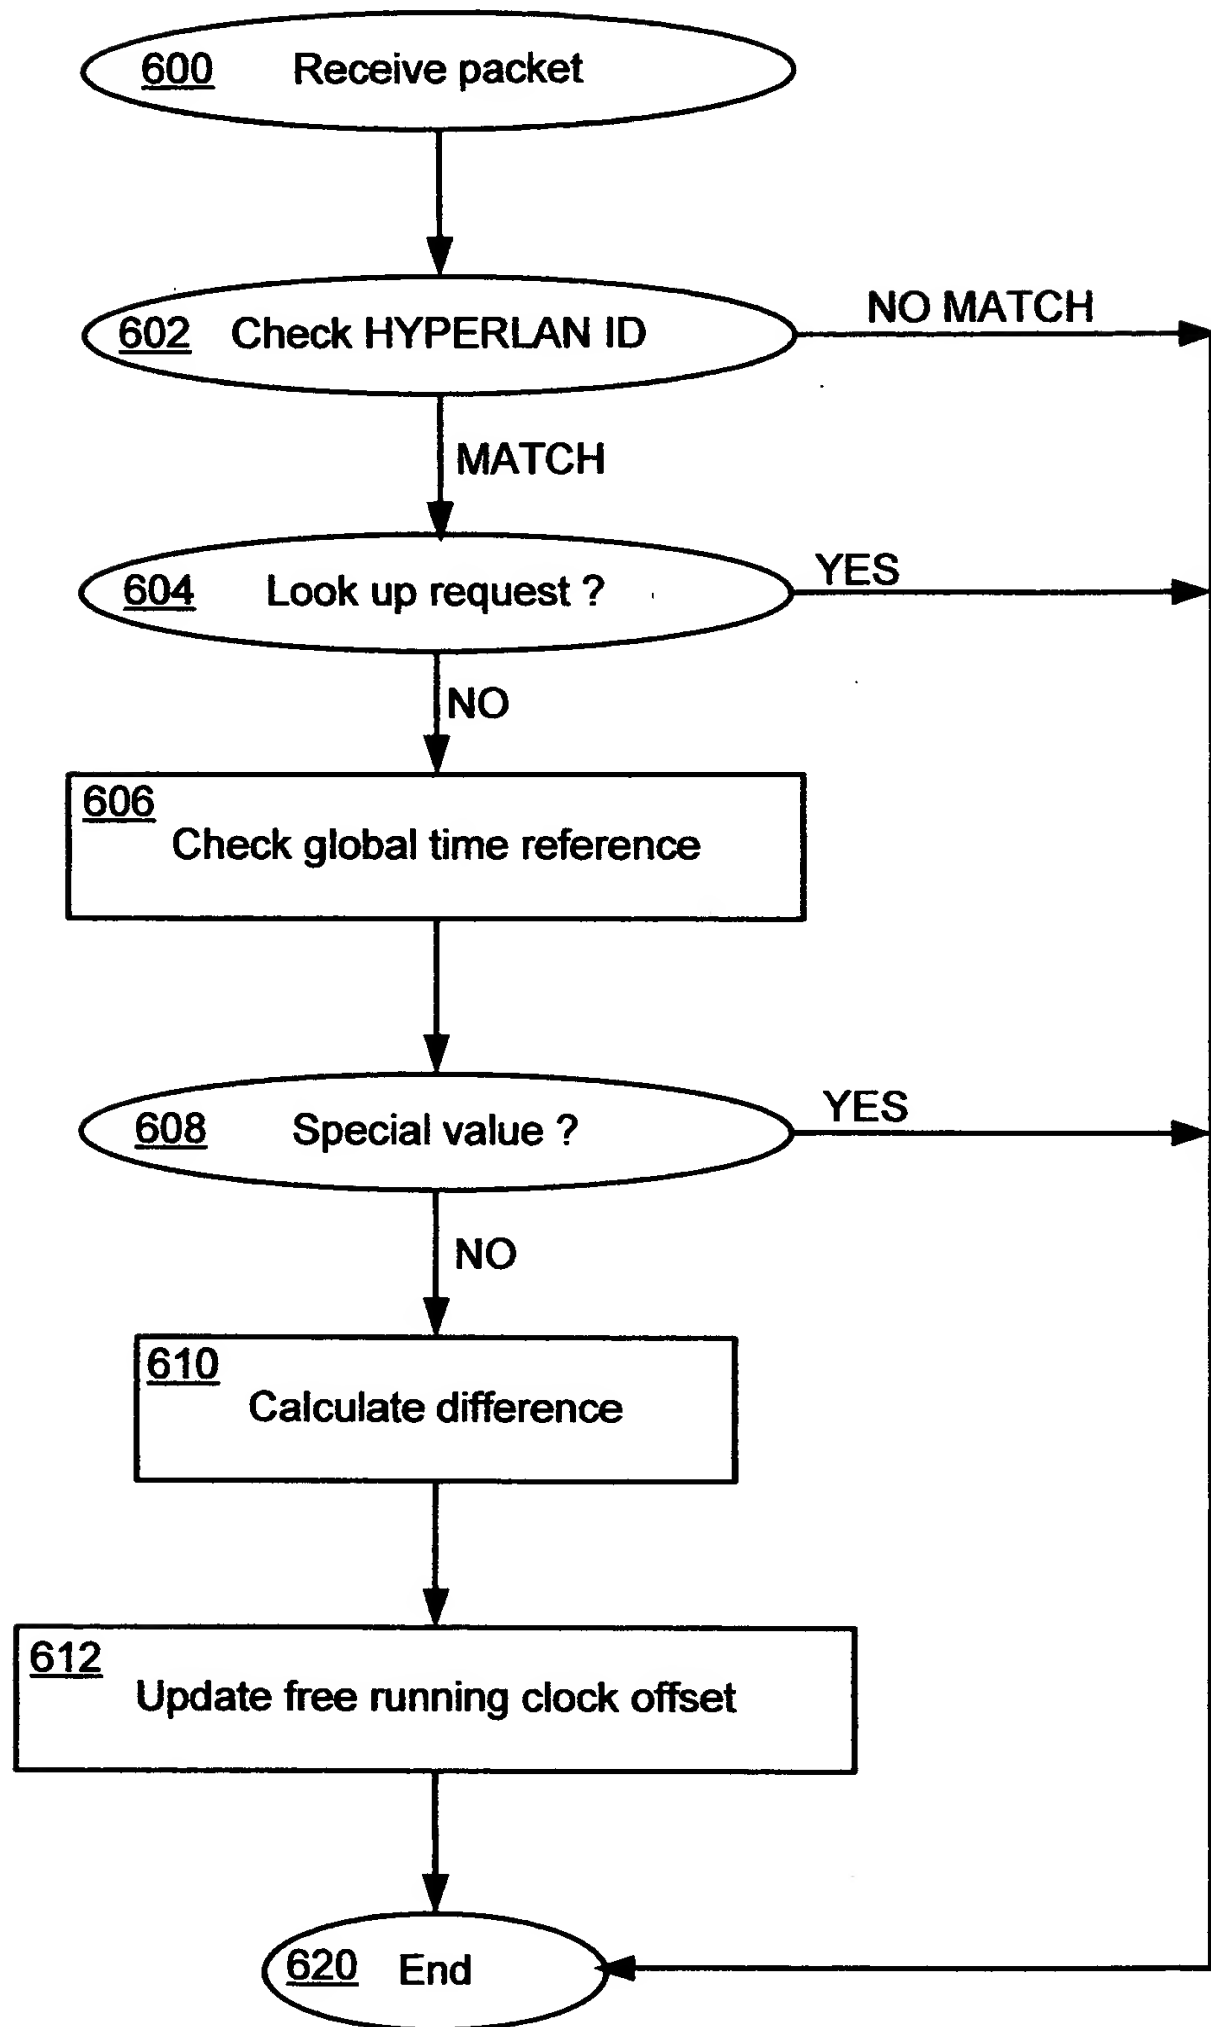 600 Receive packet
602 Check HYPERLAN ID
NO MATCH
MATCH
604 Look up request ?
YES
NO
606
Check global time reference
608 Special value ?
YES
NO
610
Calculate difference
612
Update free running clock offset
620 End